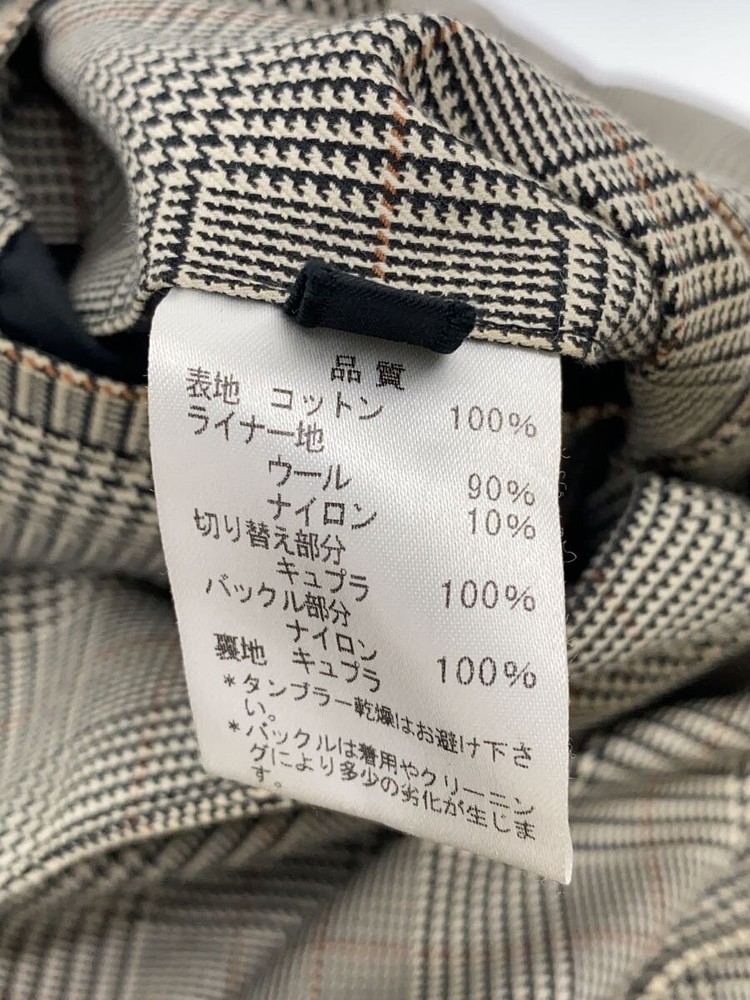 品質
表地 コットン 100%
ライナー地
ウール 90%
ナイロン 10%
切り替え部分
キュプラ 100%
バックル部分
ナイロン
裏地 キュプラ 100%
*タンブラー乾燥はお避け下さ
い。
*バックルは着用やクリーニン
グにより多少の劣化が生じま
す。